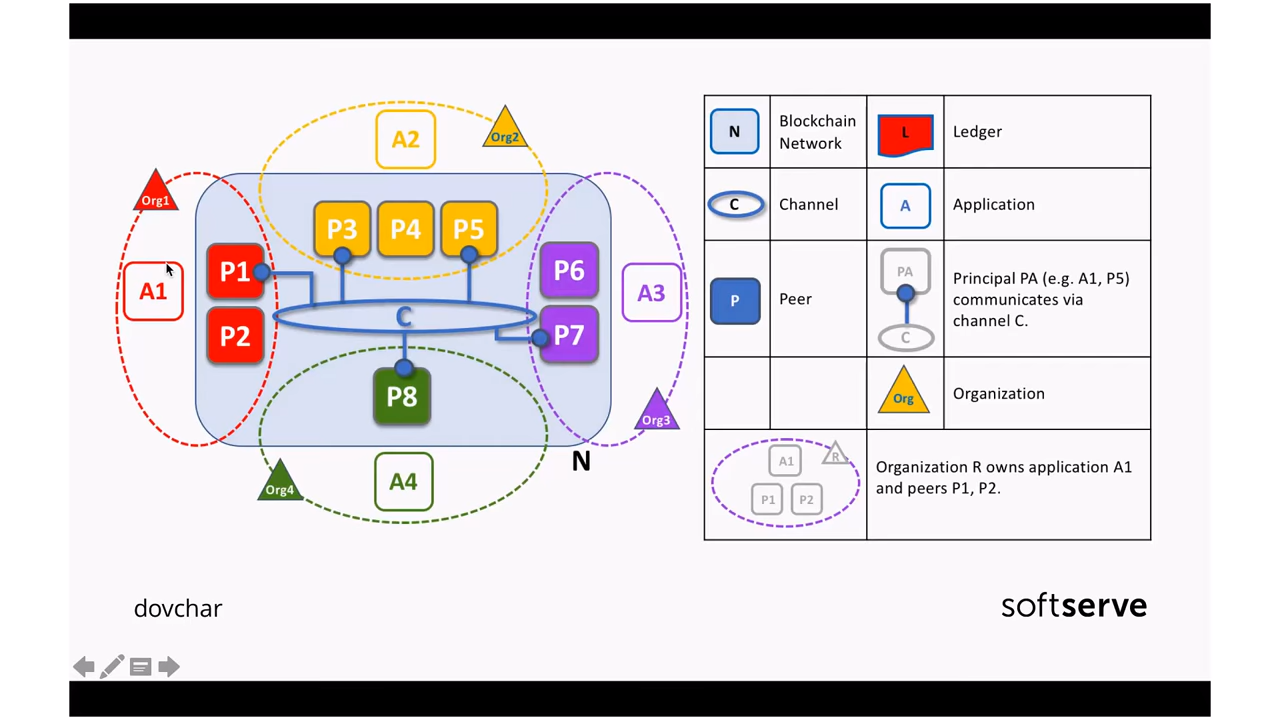 A2
Org2
Org1
P3
P4
P5
P1
P6
A1
A3
C
P2
P7
P8
Org3
N
A4
Org4
N
Blockchain
Network
L
Ledger
C
Channel
A
Application
P
Peer
PA
C
Principal PA (e.g. A1, P5)
communicates via
channel C.
Org
Organization
A1
R
P1
P2
Organization R owns application A1
and peers P1, P2.
dovchar
softserve